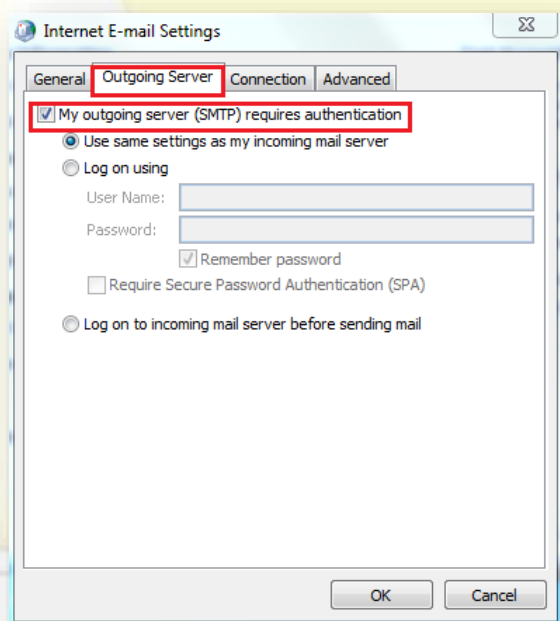 Internet E-mail Settings
General Outgoing Server Connection Advanced
My outgoing server (SMTP) requires authentication
Use same settings as my incoming mail server
Log on using
User Name:
Password:
Remember password
Require Secure Password Authentication (SPA)
Log on to incoming mail server before sending mail
OK Cancel